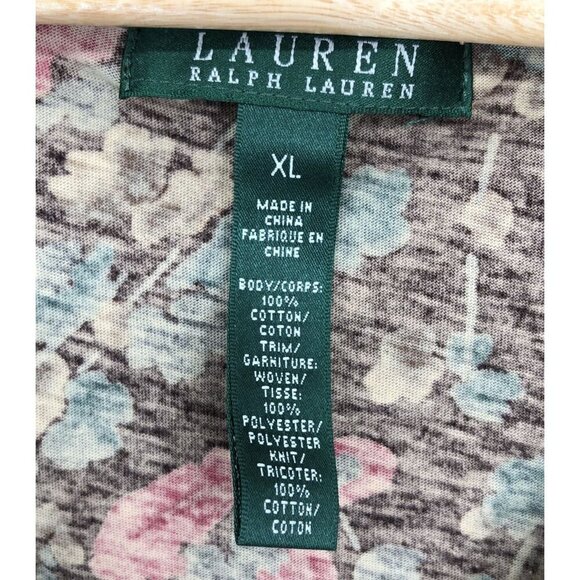 LAUREN
RALPH LAUREN
XL
MADE IN
CHINA
FABRIQUE EN
CHINE
BODY/CORPS:
100%
COTTON/
COTON
TRIM/
GARNITURE:
WOVEN/
TISSE:
100%
POLYESTER/
POLYESTER
KNIT/
TRICOTER:
100%
COTTON/
COTON